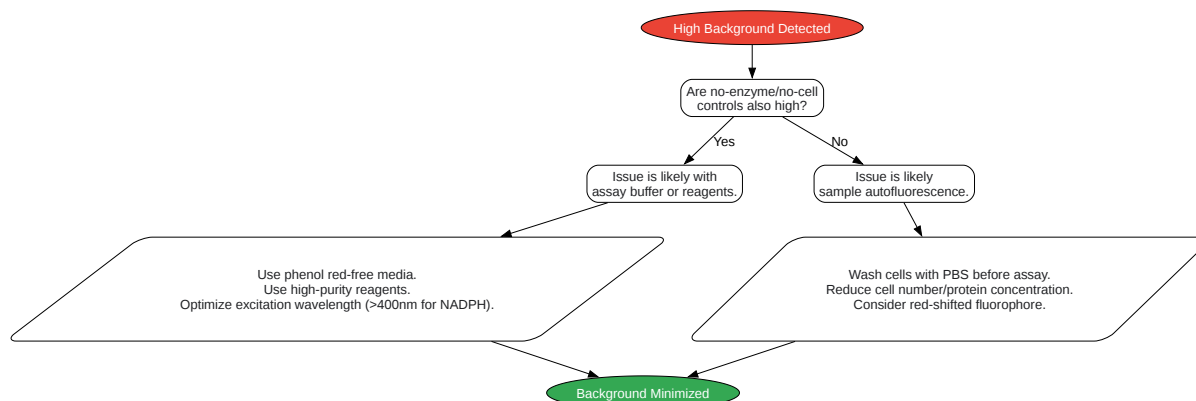 High Background Detected
Are no-enzyme/no-cell
controls also high?
Yes
No
Issue is likely with
assay buffer or reagents.
Issue is likely
sample autofluorescence.
Use phenol red-free media.
Use high-purity reagents.
Optimize excitation wavelength (>400nm for NADPH).
Wash cells with PBS before assay.
Reduce cell number/protein concentration.
Consider red-shifted fluorophore.
Background Minimized